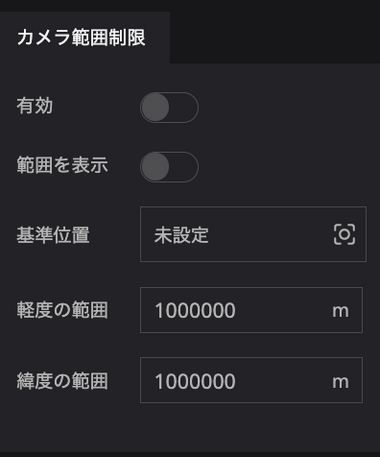 カメラ範囲制限
有効
範囲を表示
基準位置 未設定
軽度の範囲 1000000 m
緯度の範囲 1000000 m